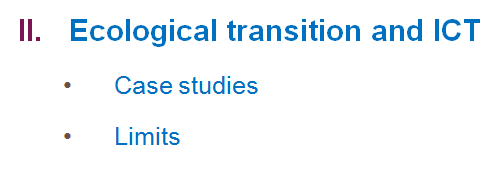 II. Ecological transition and ICT
• Case studies
• Limits